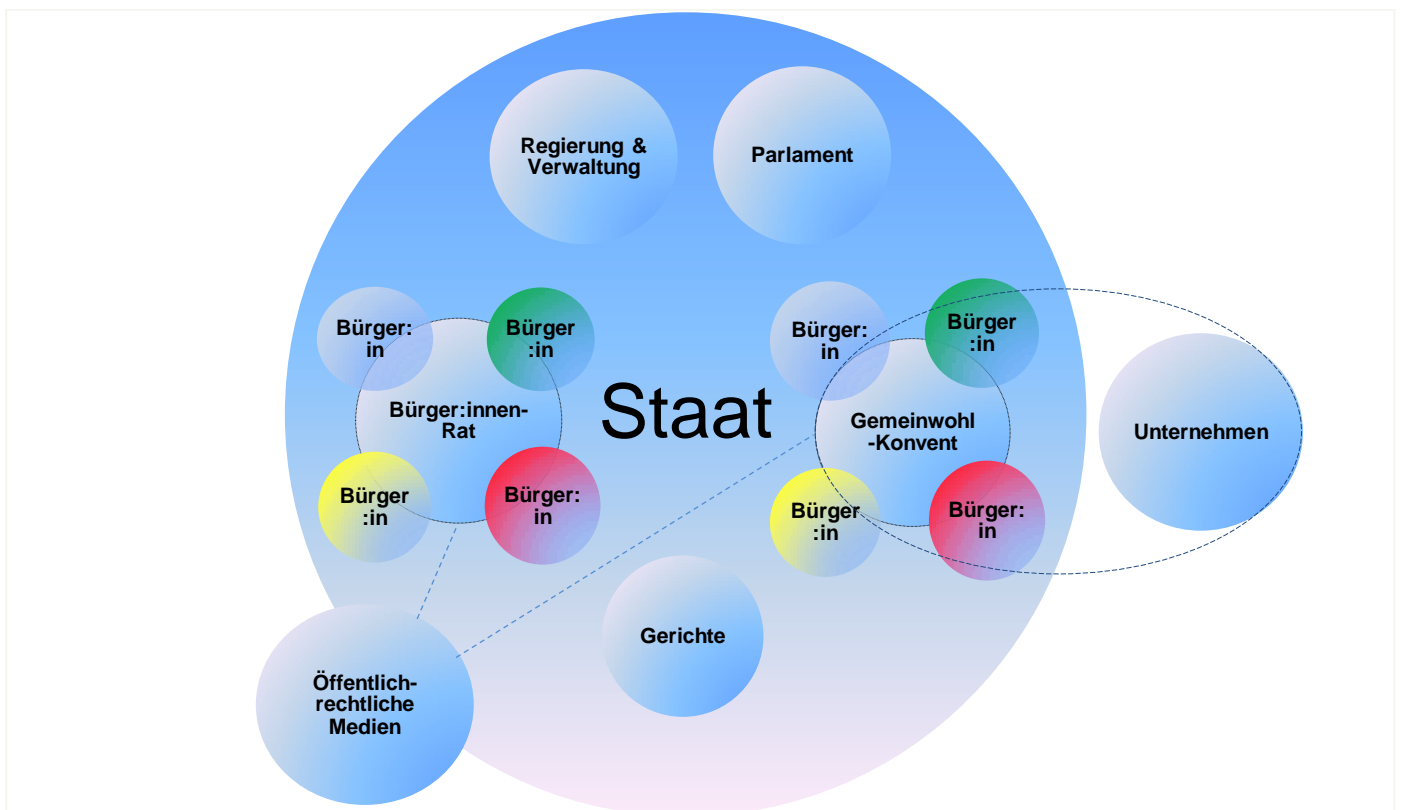 Regierung &
Verwaltung
Parlament
Bürger:
in
Bürger
:in
Bürger:innen-
Rat
Bürger
:in
Bürger:
in
Staat
Bürger:
in
Bürger
:in
Gemeinwohl
-Konvent
Bürger
:in
Bürger:
in
Unternehmen
Gerichte
Öffentlich-
rechtliche
Medien